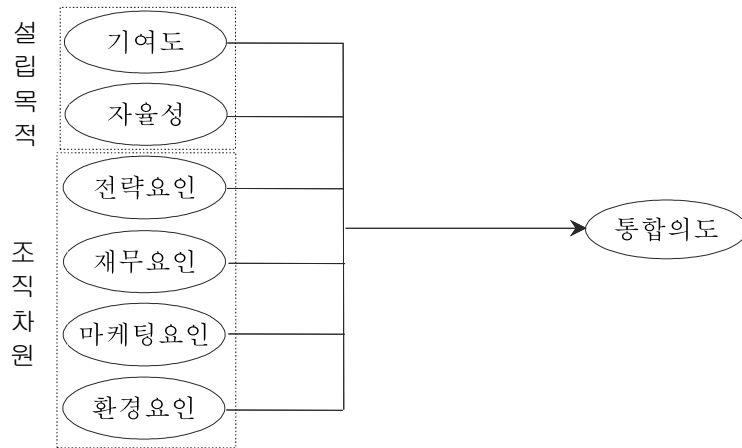 설립목적
기여도
자율성
조직차원
전략요인
재무요인
마케팅요인
환경요인
통합의도